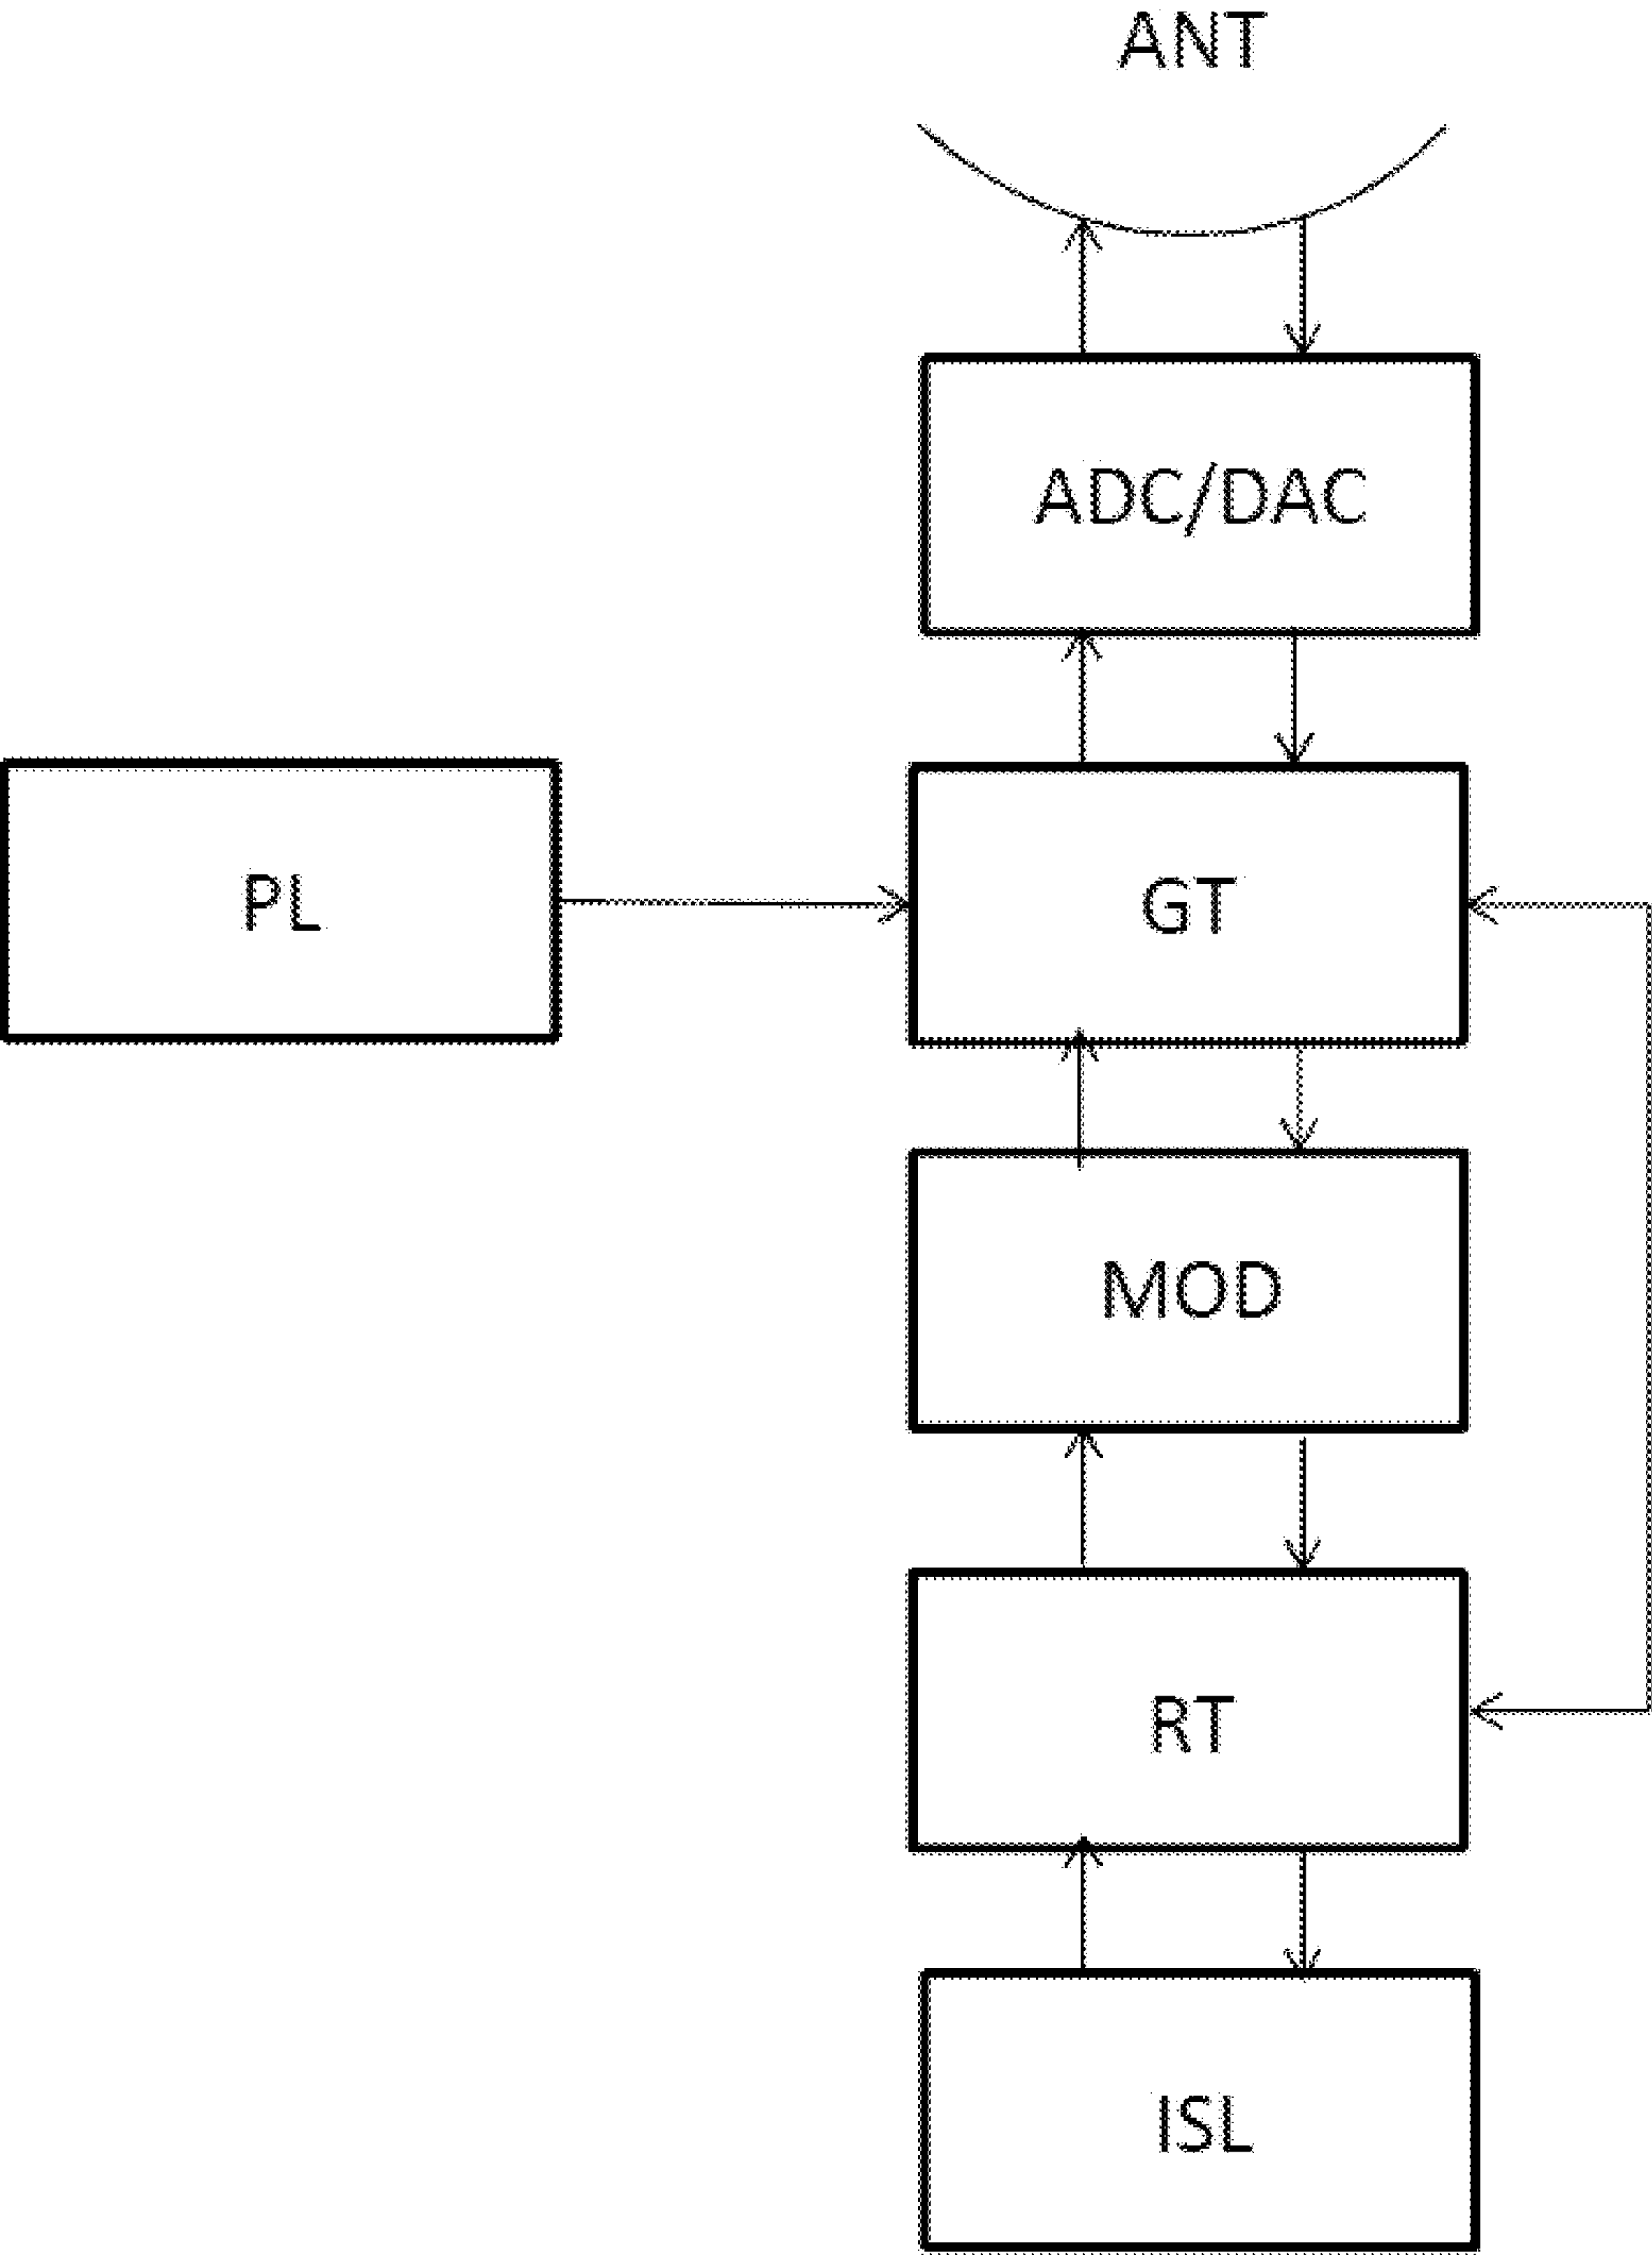 ANT
ADC/DAC
PL
GT
MOD
RT
ISL